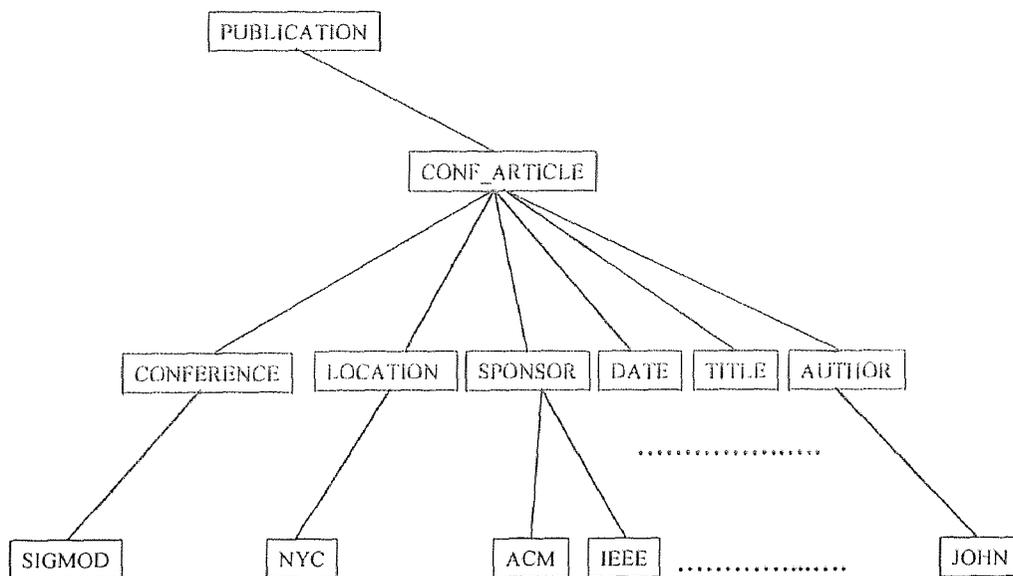 PUBLICATION
CONF_ARTICLE
CONFERENCE LOCATION SPONSOR DATE TITLE AUTHOR
....................
SIGMOD NYC ACM IEEE .................. JOHN